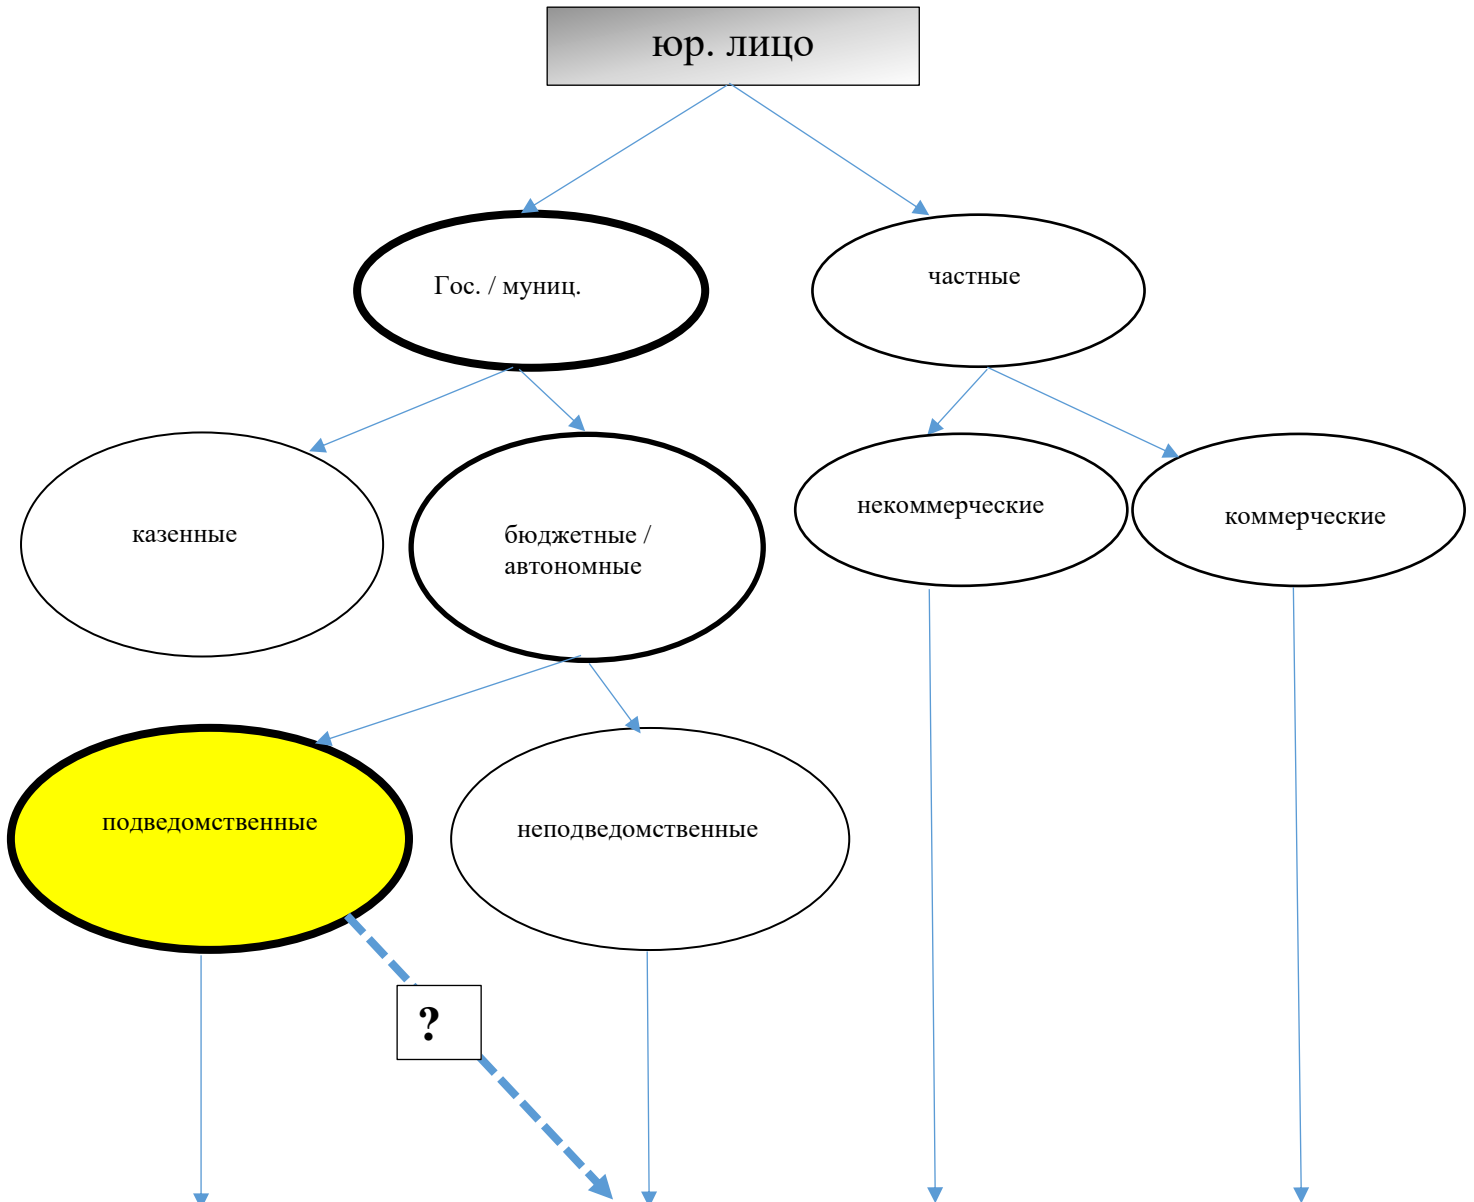 юр. лицо
Гос. / муниц.
частные
казенные
бюджетные /
автономные
некоммерческие
коммерческие
подведомственные
неподведомственные
?